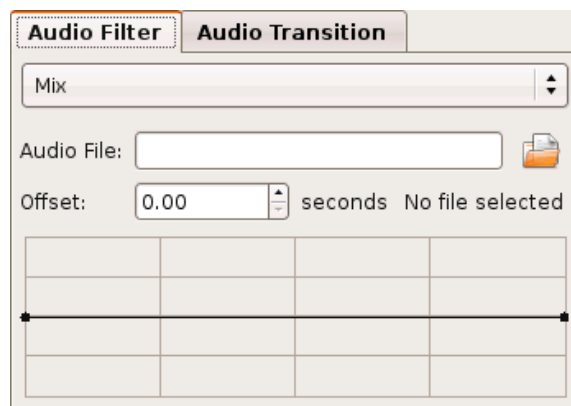 Audio Filter Audio Transition
Mix
Audio File:
Offset: 0.00 seconds No file selected